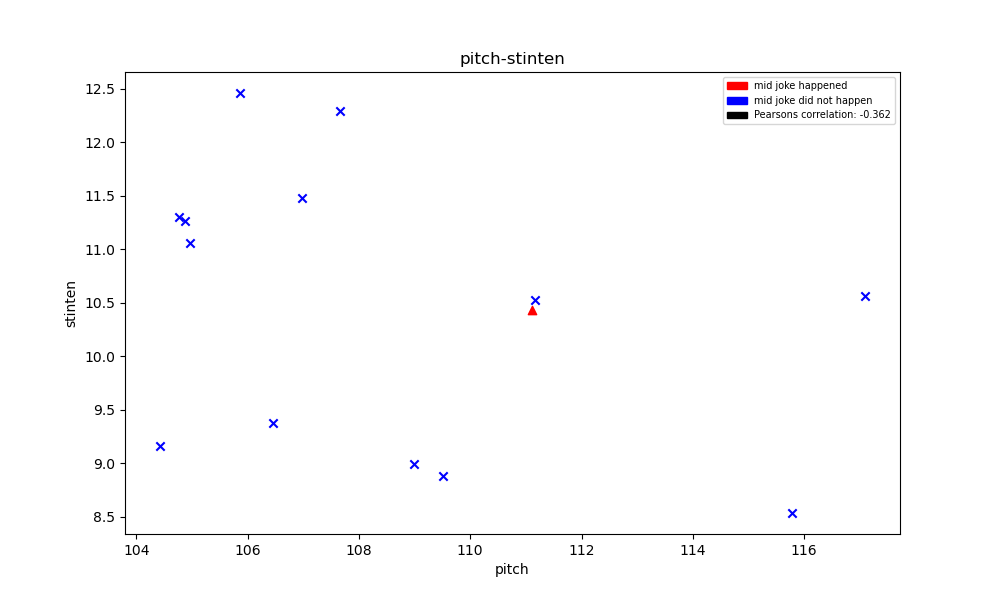 pitch-stinten
mid joke happened
mid joke did not happen
Pearsons correlation: -0.362
12.5
12.0
11.5
11.0
10.5
10.0
9.5
9.0
8.5
stinten
104 106 108 110 112 114 116
pitch